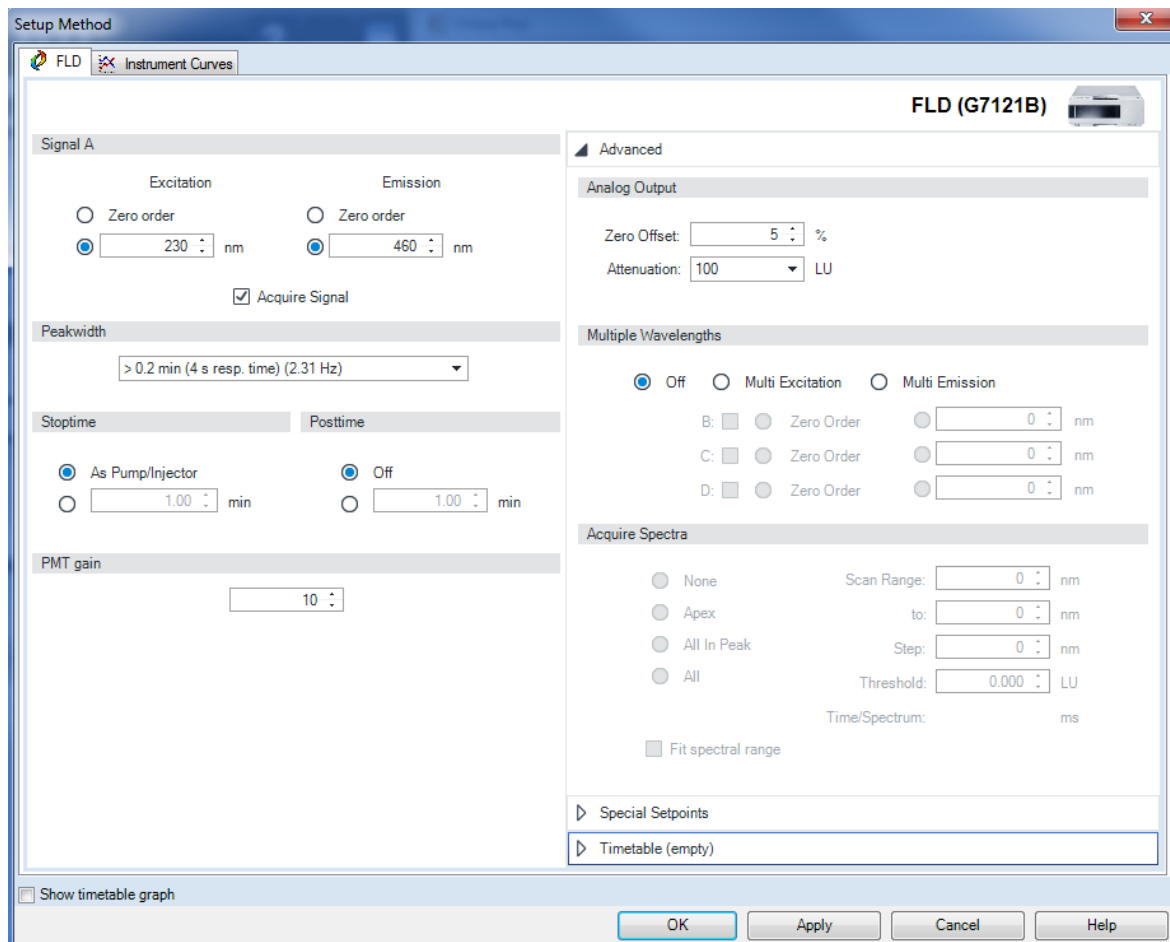 Setup Method
FLD
Instrument Curves
FLD (G7121B)
Signal A
Excitation Emission
Zero order Zero order
230 nm 460 nm
Acquire Signal
Peakwidth
> 0.2 min (4 s resp. time) (2.31 Hz)
Stoptime Posttime
As Pump/Injector Off
1.00 min 1.00 min
PMT gain
10
Advanced
Analog Output
Zero Offset: 5 %
Attenuation: 100 LU
Multiple Wavelengths
Off Multi Excitation Multi Emission
B: Zero Order 0 nm
C: Zero Order 0 nm
D: Zero Order 0 nm
Acquire Spectra
None Scan Range: 0 nm
Apex to: 0 nm
All In Peak Step: 0 nm
All Threshold: 0.000 LU
Time/Spectrum: ms
Fit spectral range
Special Setpoints
Timetable (empty)
Show timetable graph
OK Apply Cancel Help